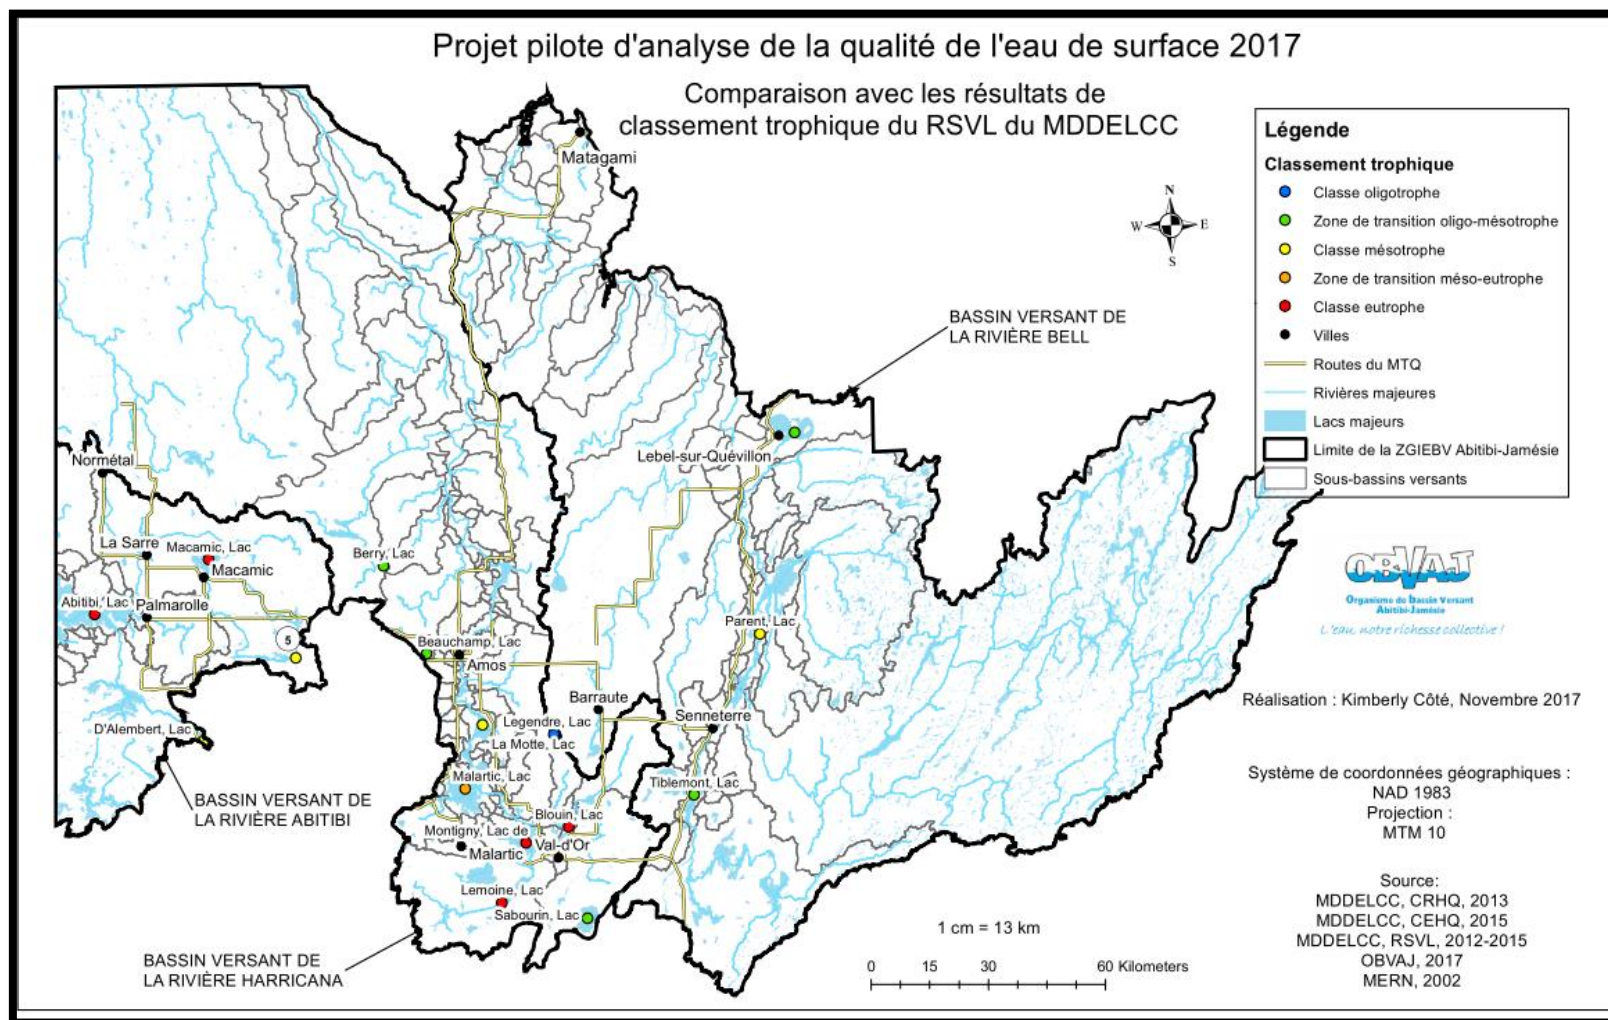 Projet pilote d'analyse de la qualité de l'eau de surface 2017
Comparaison avec les résultats de
classement trophique du RSVL du MDDELCC
Légende
Classement trophique
Classe oligotrophe
Zone de transition oligo-mésotrophe
Classe mésotrophe
Zone de transition méso-eutrophe
Classe eutrophe
Villes
Routes du MTQ
Rivières majeures
Lacs majeurs
Limite de la ZGIEBV Abitibi-Jamésie
Sous-bassins versants
N
W
E
S
Matagami
BASSIN VERSANT DE
LA RIVIÈRE BELL
Lebel-sur-Quévillon
Normétal
La Sarre
Macamic, Lac
Macamic
Berry, Lac
Abitibi, Lac
Palmarolle
5
Beauchamp, Lac
Amos
Parent, Lac
Barraute
Senneterre
D'Alembert, Lac
Legendre, Lac
La Motte, Lac
Malartic, Lac
Tiblemont, Lac
BASSIN VERSANT DE
LA RIVIÈRE ABITIBI
Blouin, Lac
Montigny, Lac de
Val-d'Or
Malartic
Lemoine, Lac
Sabourin, Lac
BASSIN VERSANT DE
LA RIVIÈRE HARRICANA
1 cm = 13 km
0 15 30 60 Kilometers
OBVAJ
Organisme de Bassin Versant
Abitibi-Jamésie
L'eau, notre richesse collective !
Réalisation : Kimberly Côté, Novembre 2017
Système de coordonnées géographiques :
NAD 1983
Projection :
MTM 10
Source:
MDDELCC, CRHQ, 2013
MDDELCC, CEHQ, 2015
MDDELCC, RSVL, 2012-2015
OBVAJ, 2017
MERN, 2002